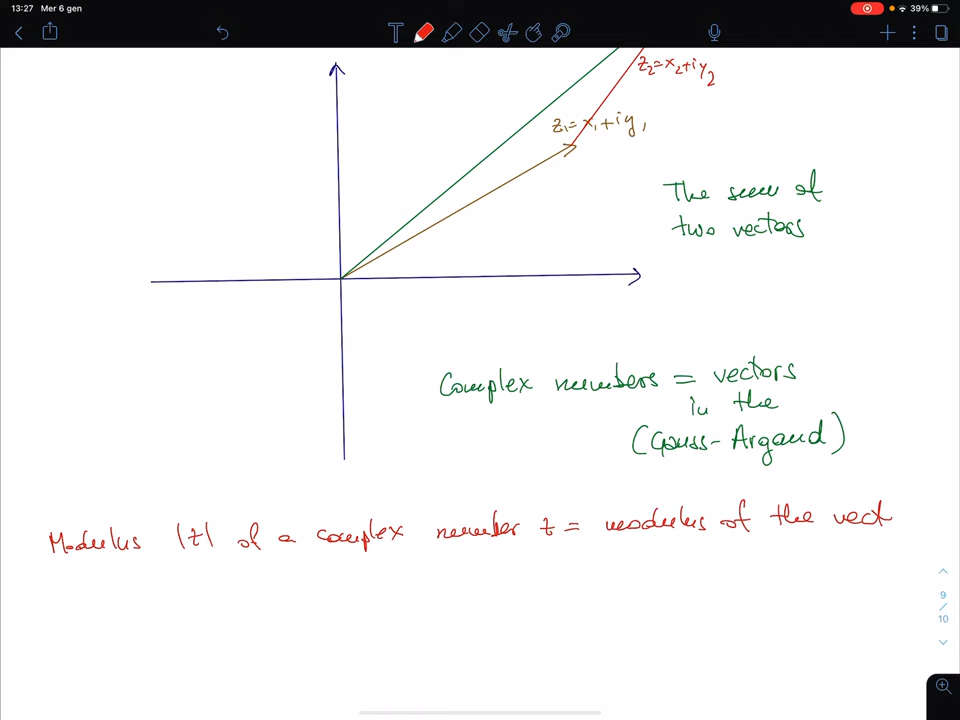 13:27 Mer 6 gen
39%
z₂=x₂+iy₂
z₁=x₁+iy₁
The sum of
two vectors
Complex numbers = vectors
in the
(Gauss-Argand)
Modulus |z| of a complex number z = modulus of the vect
9
/
10